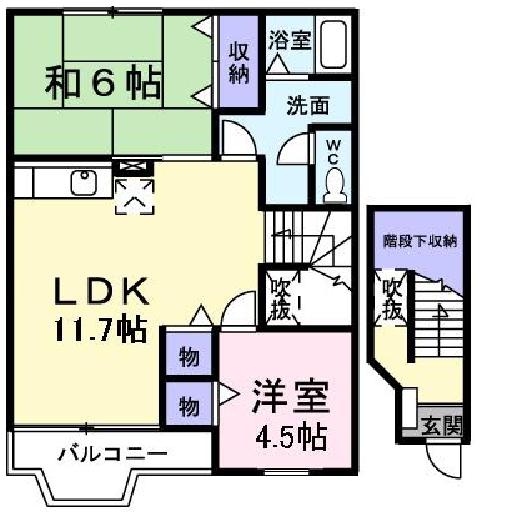 和6帖
収納
浴室
洗面
WC
階段下収納
LDK
11.7帖
吹抜
吹抜
物
物
洋室
4.5帖
玄関
バルコニー